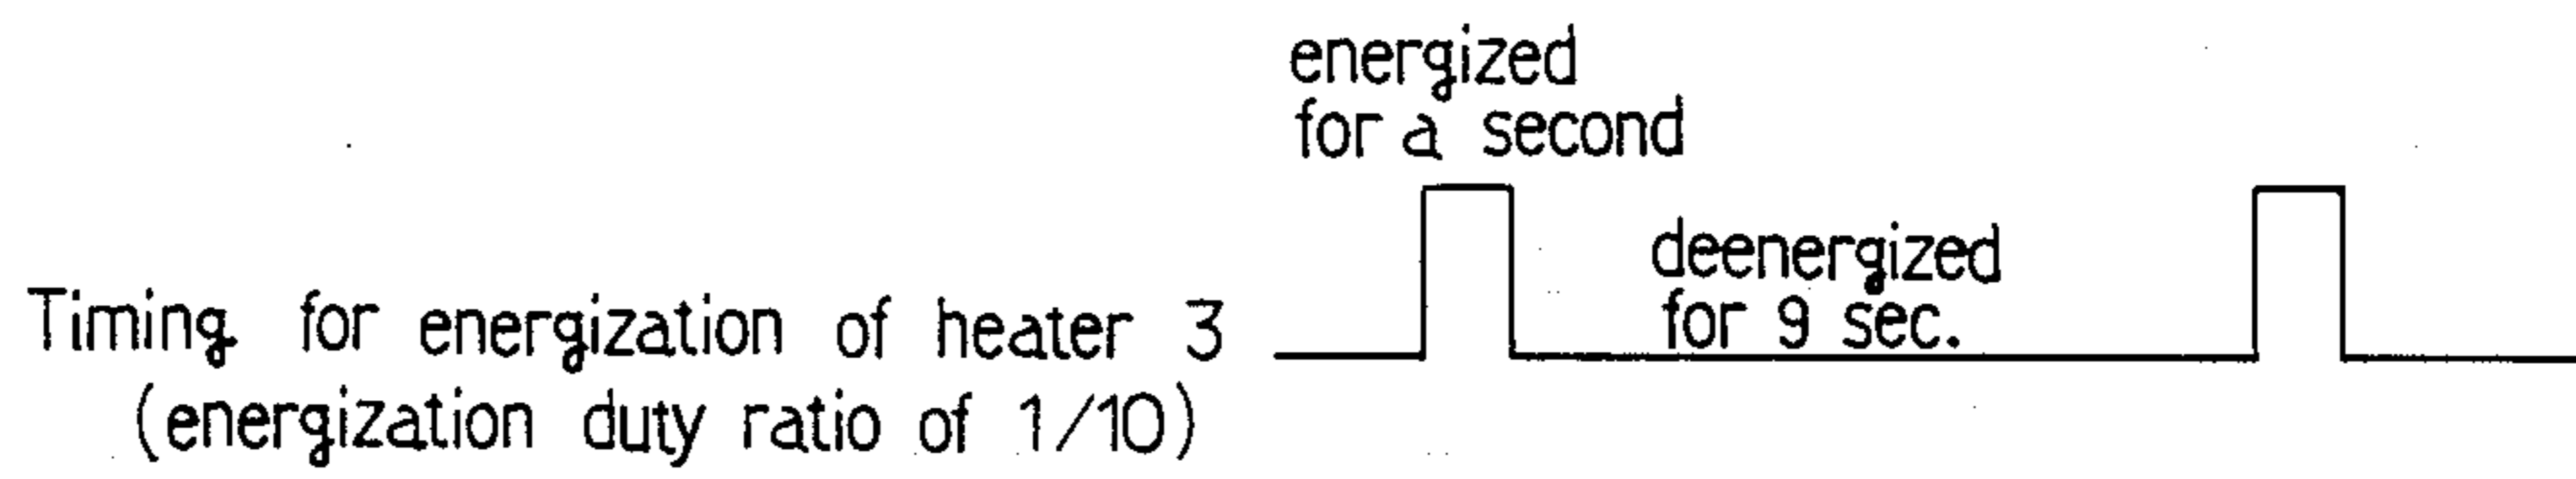 energized
for a second
deenergized
for 9 sec.
Timing for energization of heater 3
(energization duty ratio of 1/10)